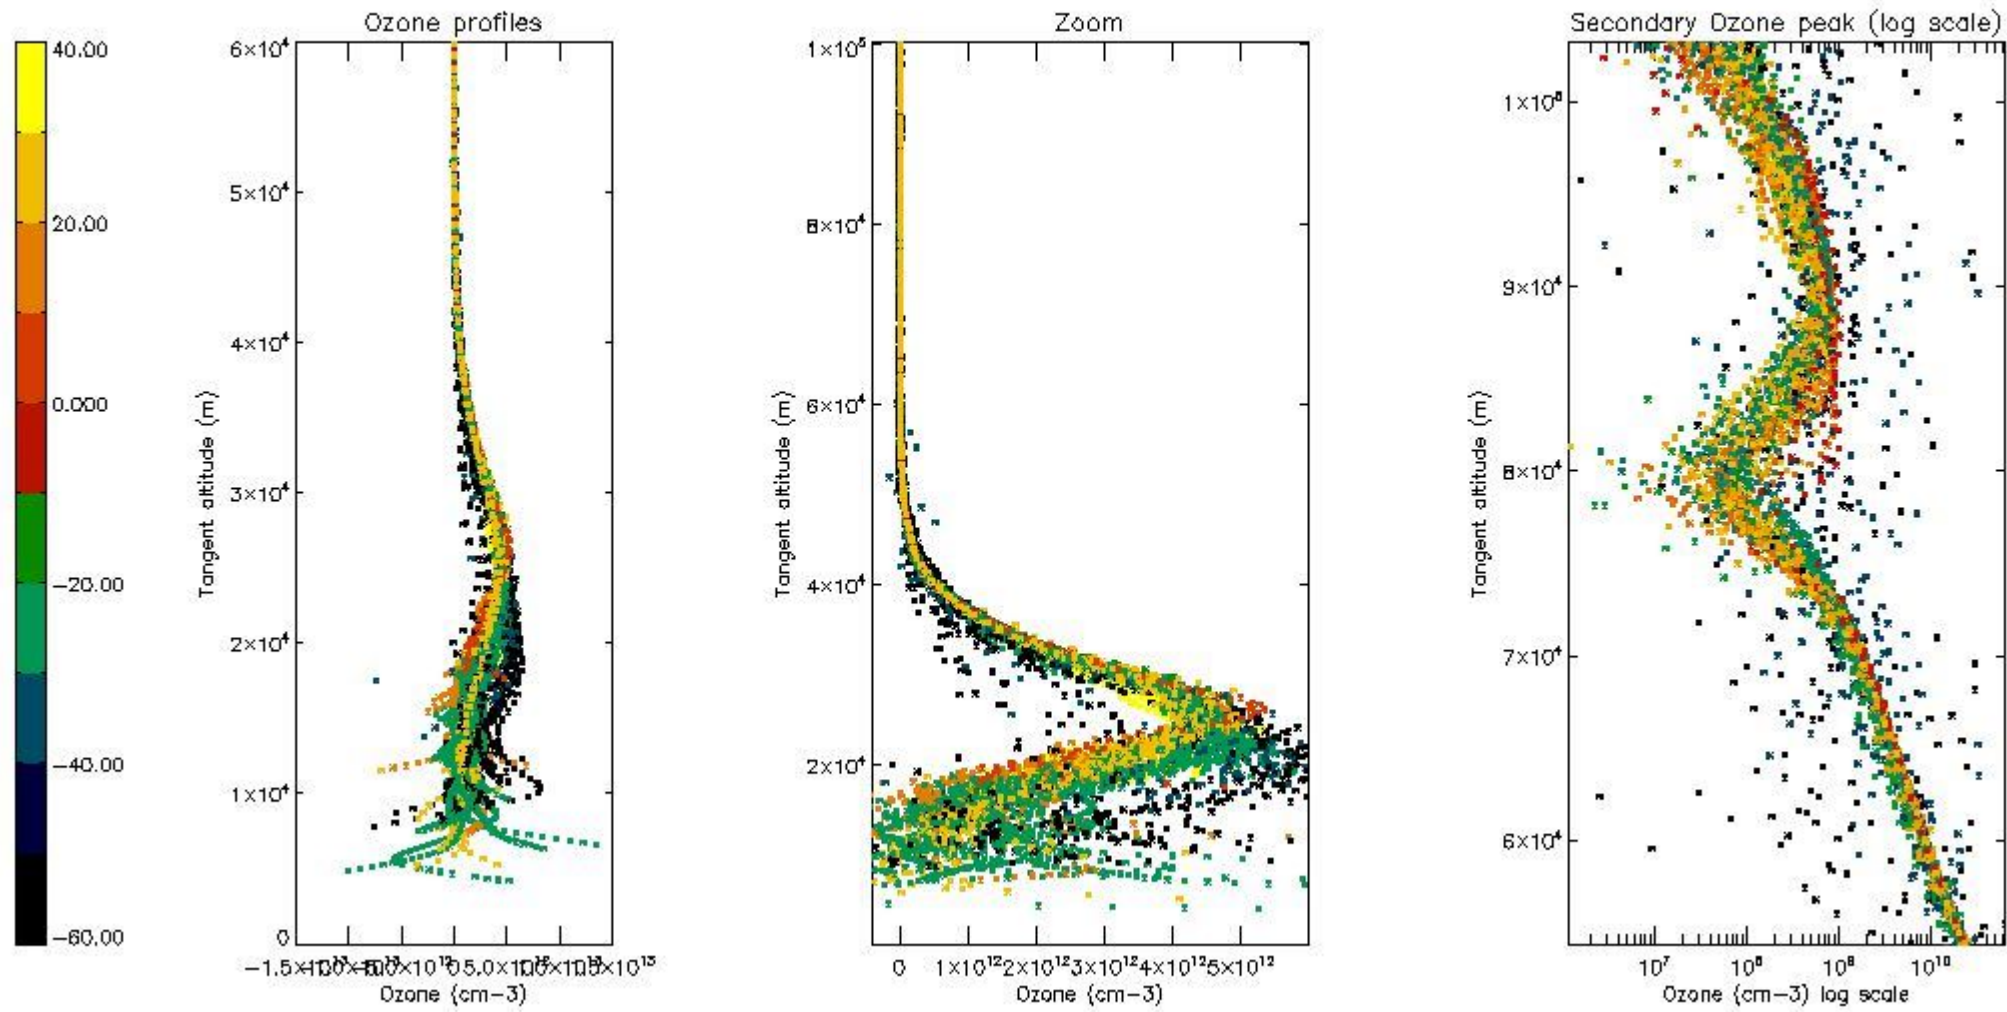 Ozone profiles
Zoom
Secondary Ozone peak (log scale)
40.00
20.00
0.000
-20.00
-40.00
-60.00
6×10⁴
5×10⁴
4×10⁴
3×10⁴
2×10⁴
1×10⁴
0
Tangent altitude (m)
Ozone (cm-3)
1×10⁵
8×10⁴
6×10⁴
4×10⁴
2×10⁴
Tangent altitude (m)
0 1×10¹² 2×10¹² 3×10¹² 4×10¹² 5×10¹²
Ozone (cm-3)
9×10⁴
8×10⁴
7×10⁴
6×10⁴
Tangent altitude (m)
10⁷ 10⁸ 10⁹ 10¹⁰
Ozone (cm-3) log scale